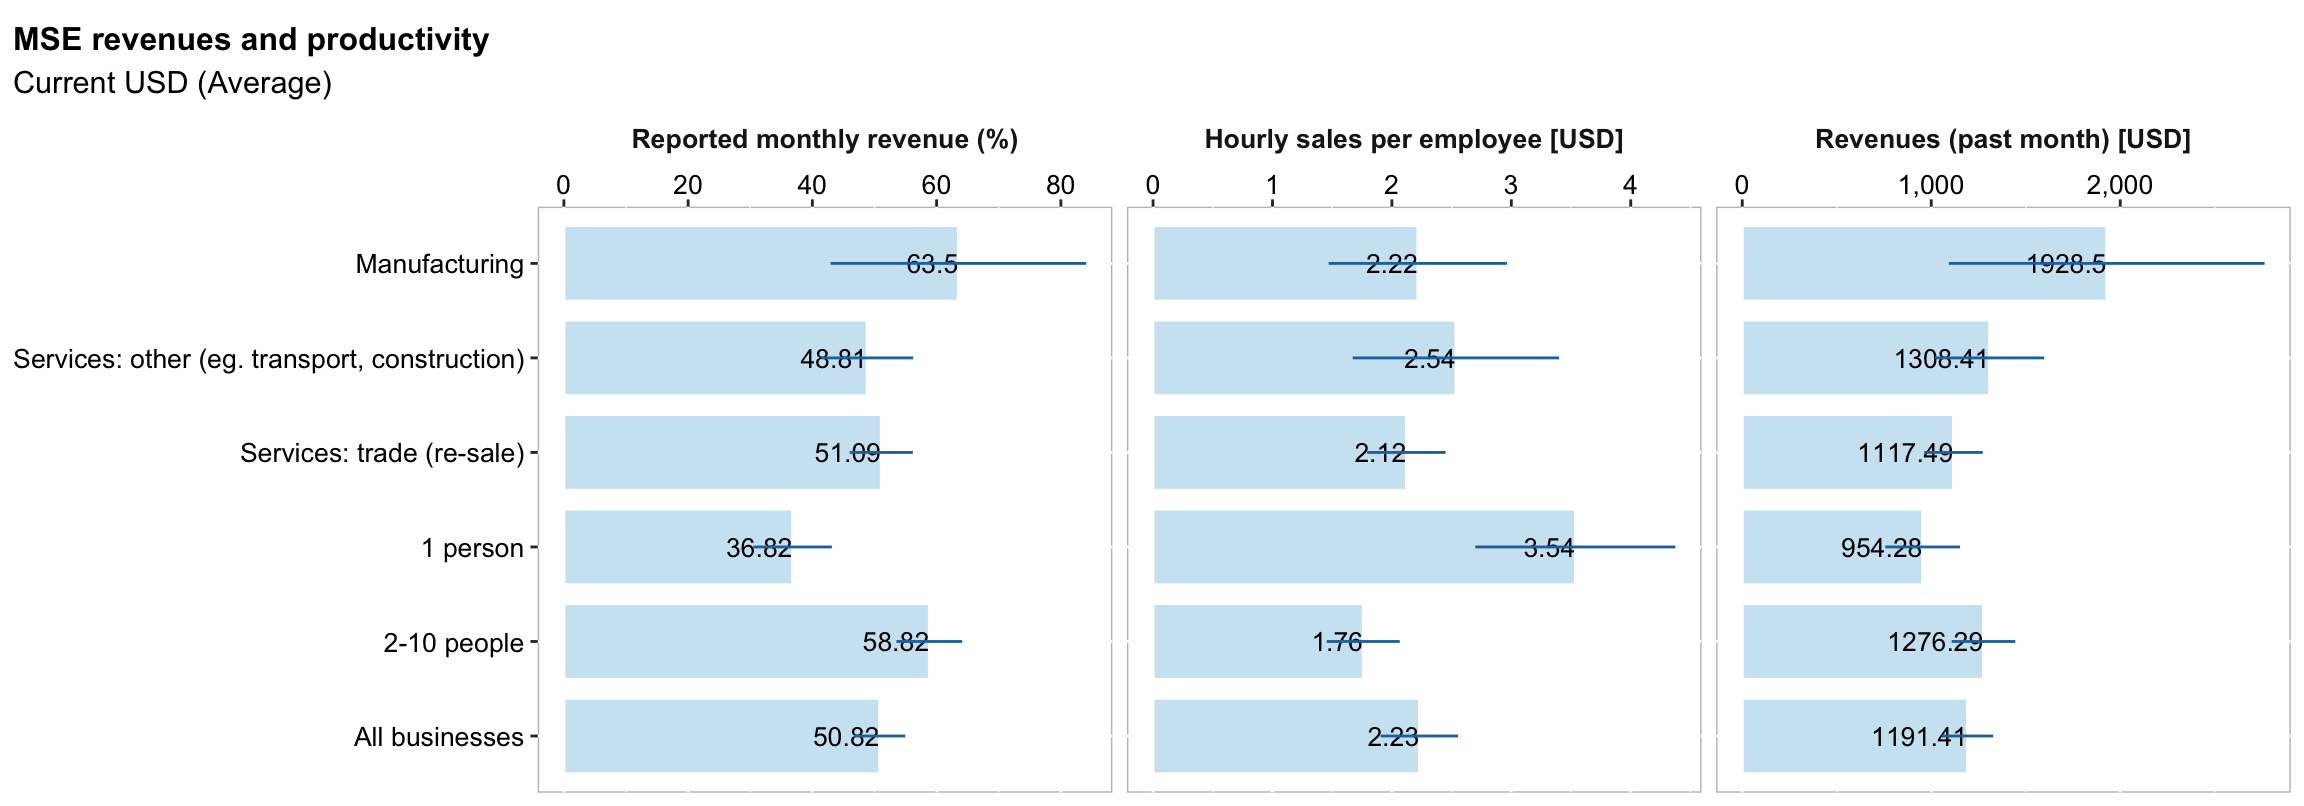 MSE revenues and productivity
Current USD (Average)
Reported monthly revenue (%) Hourly sales per employee [USD] Revenues (past month) [USD]
0 20 40 60 80 0 1 2 3 4 0 1,000 2,000
Manufacturing 63.5 2.22 1928.5
Services: other (eg. transport, construction) 48.81 2.54 1308.41
Services: trade (re-sale) 51.09 2.12 1117.49
1 person 36.82 3.54 954.28
2-10 people 58.82 1.76 1276.29
All businesses 50.82 2.23 1191.41